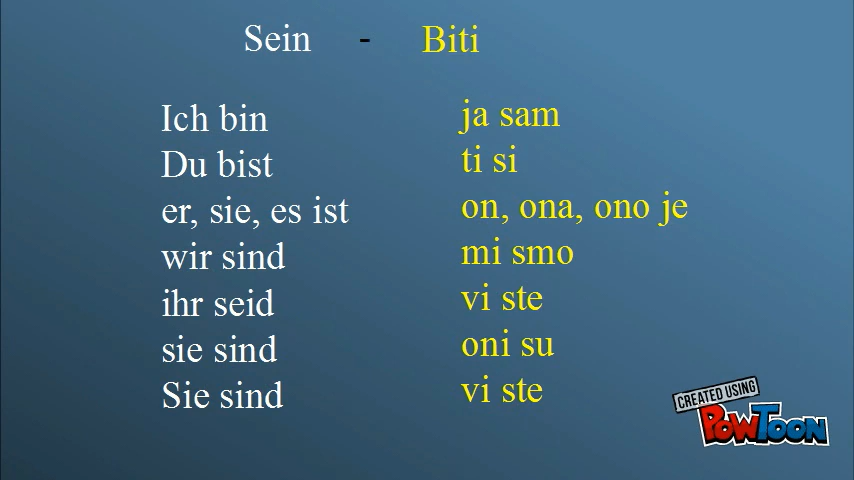 Sein - Biti
Ich bin ja sam
Du bist ti si
er, sie, es ist on, ona, ono je
wir sind mi smo
ihr seid vi ste
sie sind oni su
Sie sind vi ste
CREATED USING
POWTOON